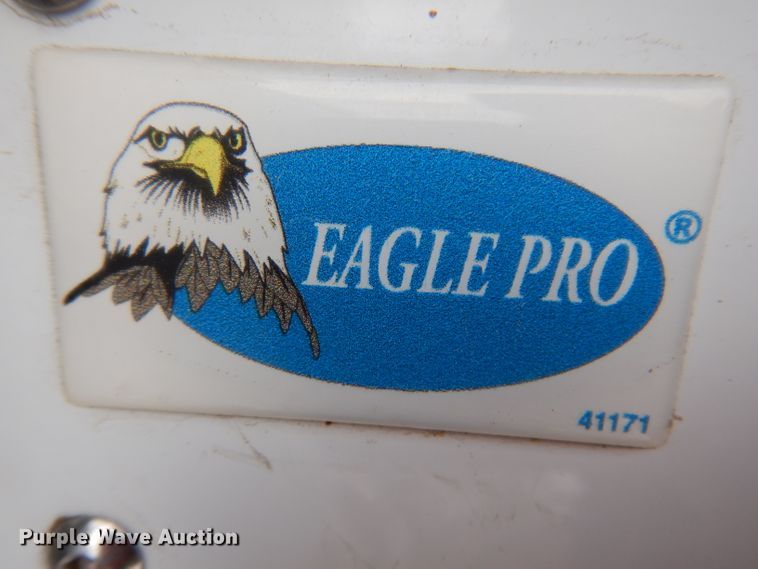 EAGLE PRO
®
41171
Purple Wave Auction